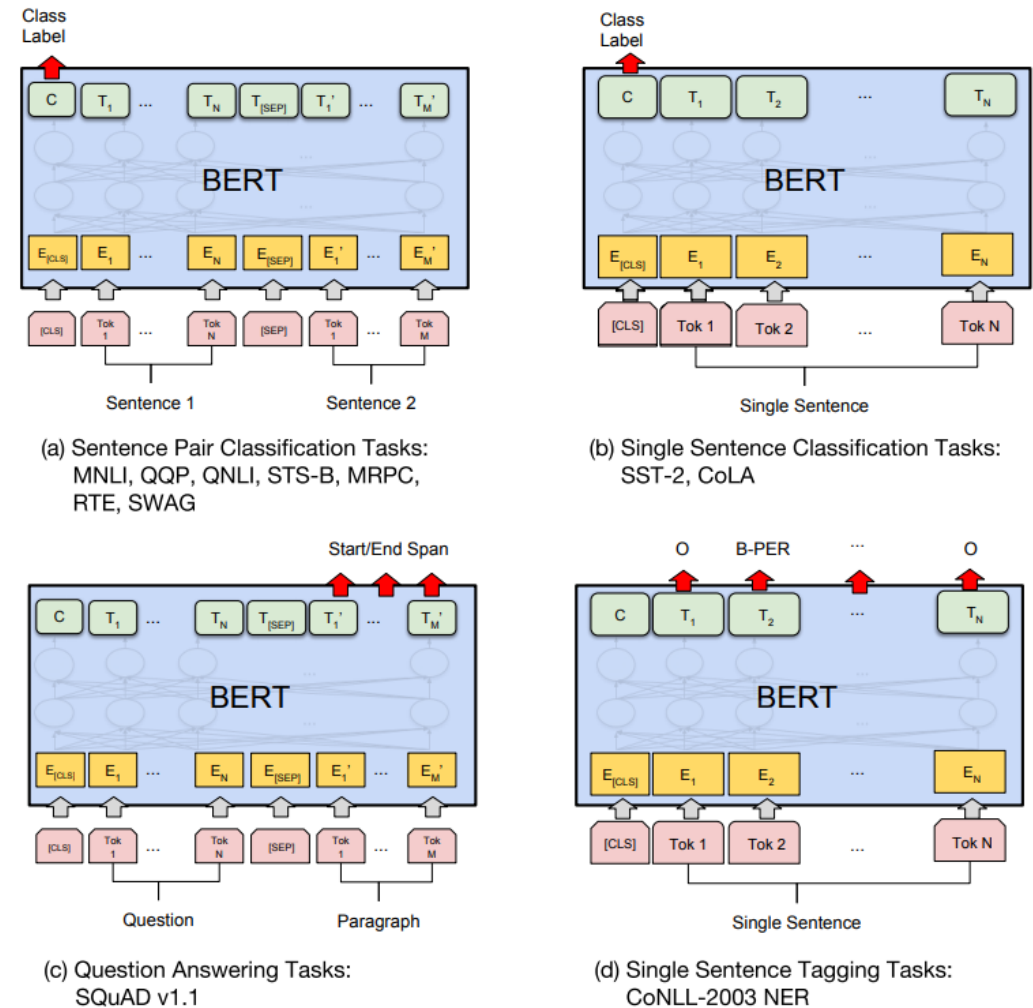 Class
Label
C T1 ... TN T[SEP] T1' ... TM'
...
BERT
...
E[CLS] E1 ... EN E[SEP] E1' ... EM'
[CLS] Tok 1 ... Tok N [SEP] Tok 1 ... Tok M
Sentence 1 Sentence 2
(a) Sentence Pair Classification Tasks:
MNLI, QQP, QNLI, STS-B, MRPC,
RTE, SWAG
Class
Label
C T1 T2 ... TN
...
BERT
...
E[CLS] E1 E2 ... EN
[CLS] Tok 1 Tok 2 ... Tok N
Single Sentence
(b) Single Sentence Classification Tasks:
SST-2, CoLA
Start/End Span
C T1 ... TN T[SEP] T1' ... TM'
...
BERT
...
E[CLS] E1 ... EN E[SEP] E1' ... EM'
[CLS] Tok 1 ... Tok N [SEP] Tok 1 ... Tok M
Question Paragraph
(c) Question Answering Tasks:
SQuAD v1.1
O B-PER ... O
C T1 T2 ... TN
...
BERT
...
E[CLS] E1 E2 ... EN
[CLS] Tok 1 Tok 2 ... Tok N
Single Sentence
(d) Single Sentence Tagging Tasks:
CoNLL-2003 NER